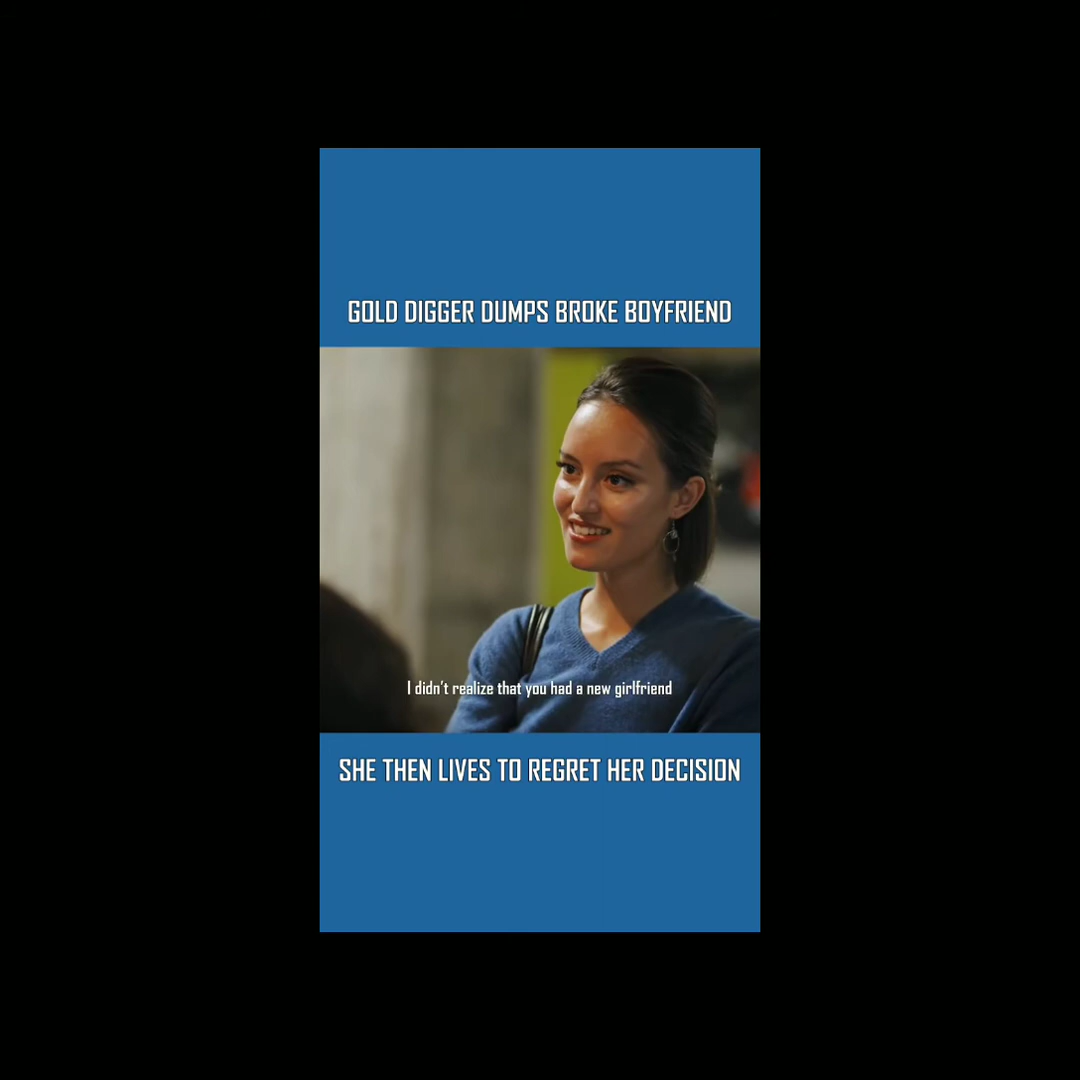 GOLD DIGGER DUMPS BROKE BOYFRIEND
I didn't realize that you had a new girlfriend
SHE THEN LIVES TO REGRET HER DECISION